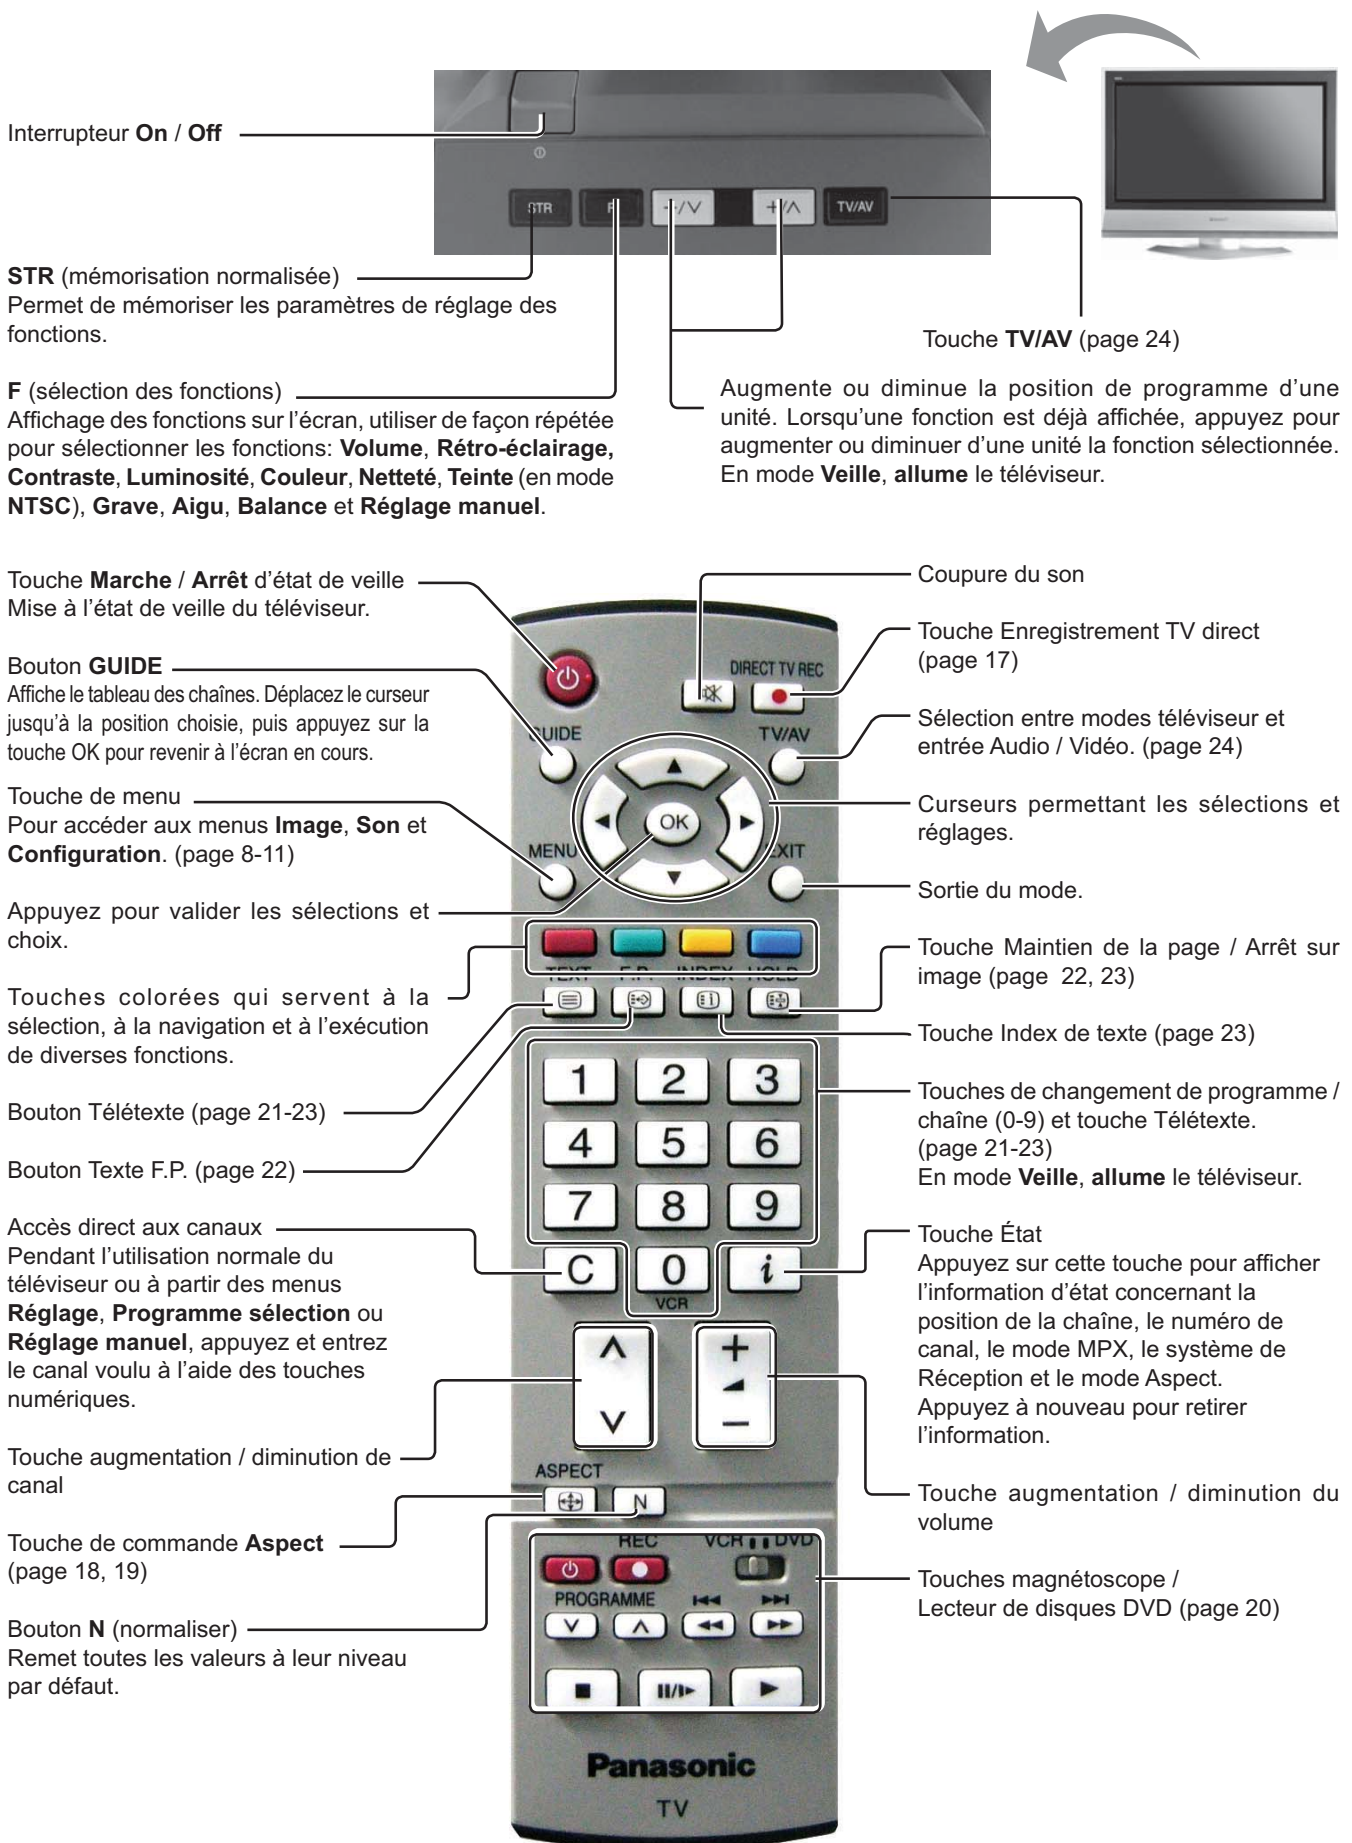 Interrupteur On / Off
STR
F
-/∨
+/∧
TV/AV
STR (mémorisation normalisée)
Permet de mémoriser les paramètres de réglage des
fonctions.
Touche TV/AV (page 24)
F (sélection des fonctions)
Affichage des fonctions sur l’écran, utiliser de façon répétée
pour sélectionner les fonctions: Volume, Rétro-éclairage,
Contraste, Luminosité, Couleur, Netteté, Teinte (en mode
NTSC), Grave, Aigu, Balance et Réglage manuel.
Augmente ou diminue la position de programme d’une
unité. Lorsqu’une fonction est déjà affichée, appuyez pour
augmenter ou diminuer d’une unité la fonction sélectionnée.
En mode Veille, allume le téléviseur.
Touche Marche / Arrêt d’état de veille
Mise à l’état de veille du téléviseur.
Bouton GUIDE
Affiche le tableau des chaînes. Déplacez le curseur
jusqu’à la position choisie, puis appuyez sur la
touche OK pour revenir à l’écran en cours.
Touche de menu
Pour accéder aux menus Image, Son et
Configuration. (page 8-11)
Appuyez pour valider les sélections et
choix.
Touches colorées qui servent à la
sélection, à la navigation et à l’exécution
de diverses fonctions.
Bouton Télétexte (page 21-23)
Bouton Texte F.P. (page 22)
Accès direct aux canaux
Pendant l’utilisation normale du
téléviseur ou à partir des menus
Réglage, Programme sélection ou
Réglage manuel, appuyez et entrez
le canal voulu à l’aide des touches
numériques.
Touche augmentation / diminution de
canal
Touche de commande Aspect
(page 18, 19)
Bouton N (normaliser)
Remet toutes les valeurs à leur niveau
par défaut.
DIRECT TV REC
GUIDE
TV/AV
OK
MENU
EXIT
TEXT F.P. INDEX HOLD
1 2 3
4 5 6
7 8 9
C 0 i
VCR
∧
+
∨
−
ASPECT
N
REC VCR DVD
PROGRAMME
∨ ∧
Panasonic
TV
Coupure du son
Touche Enregistrement TV direct
(page 17)
Sélection entre modes téléviseur et
entrée Audio / Vidéo. (page 24)
Curseurs permettant les sélections et
réglages.
Sortie du mode.
Touche Maintien de la page / Arrêt sur
image (page 22, 23)
Touche Index de texte (page 23)
Touches de changement de programme /
chaîne (0-9) et touche Télétexte.
(page 21-23)
En mode Veille, allume le téléviseur.
Touche État
Appuyez sur cette touche pour afficher
l’information d’état concernant la
position de la chaîne, le numéro de
canal, le mode MPX, le système de
Réception et le mode Aspect.
Appuyez à nouveau pour retirer
l’information.
Touche augmentation / diminution du
volume
Touches magnétoscope /
Lecteur de disques DVD (page 20)